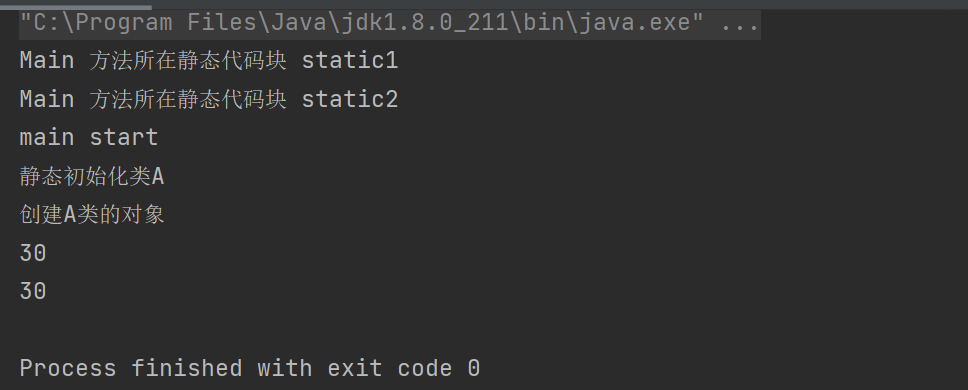 "C:\Program Files\Java\jdk1.8.0_211\bin\java.exe" ...
Main 方法所在静态代码块 static1
Main 方法所在静态代码块 static2
main start
静态初始化类A
创建A类的对象
30
30
Process finished with exit code 0